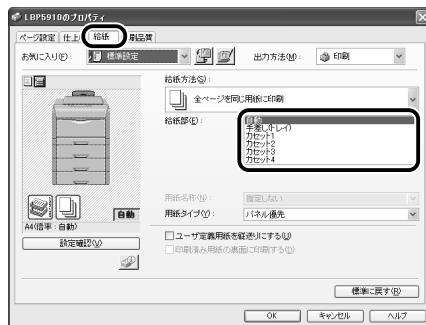 LBP5910のプロパティ
ページ設定 仕上げ 給紙 印刷品質
お気に入り(F): 標準設定 出力方法(M): 印刷
給紙方法(S):
全ページを同じ用紙に印刷
給紙部(E):
自動
手差し(トレイ)
カセット1
カセット2
カセット3
カセット4
用紙名称(N): 指定しない
自動
用紙タイプ(Y): パネル優先
A4(倍率:自動)
設定確認(V)
ユーザ定義用紙を縦送りにする(U)
印刷済み用紙の裏面に印刷する(D)
標準に戻す(R)
OK キャンセル ヘルプ